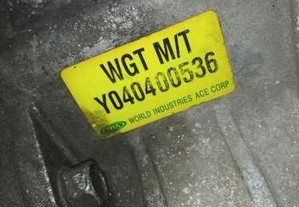 WGT M/T
Y040400536
WORLD INDUSTRIES ACE CORP